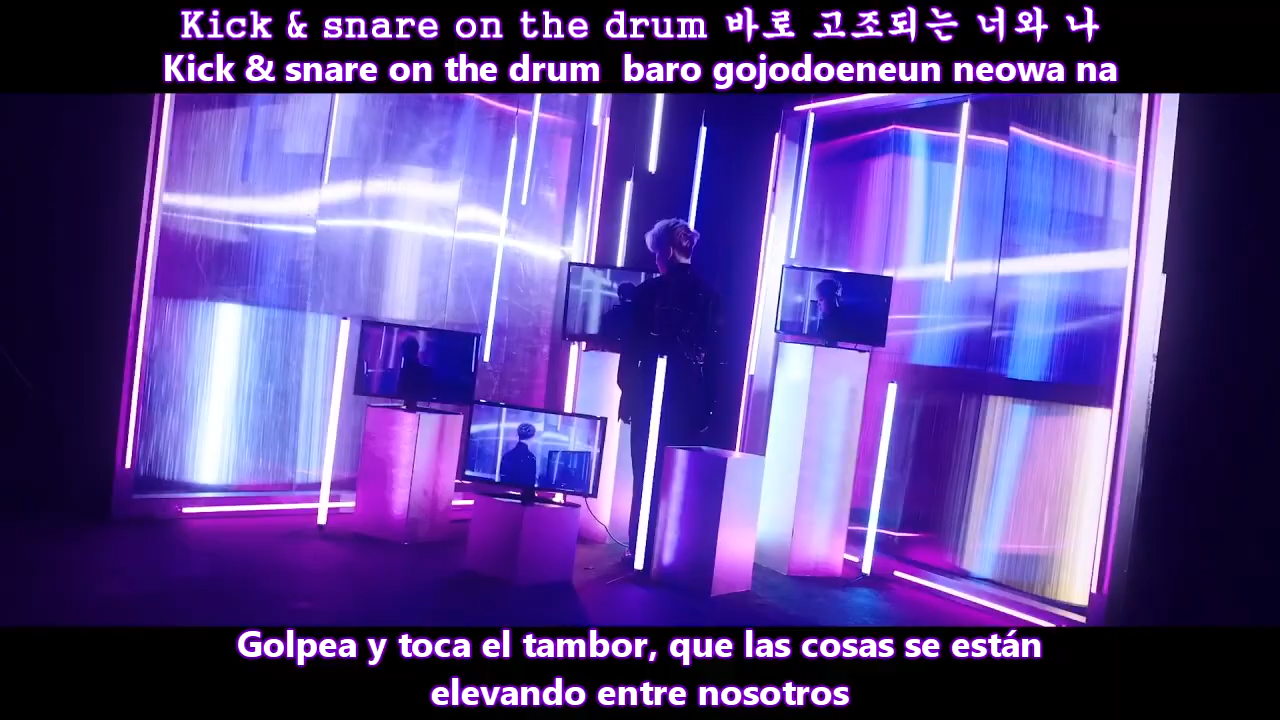 Kick & snare on the drum 바로 고조되는 너와 나
Kick & snare on the drum  baro gojodoeneun neowa na
Golpea y toca el tambor, que las cosas se están
elevando entre nosotros